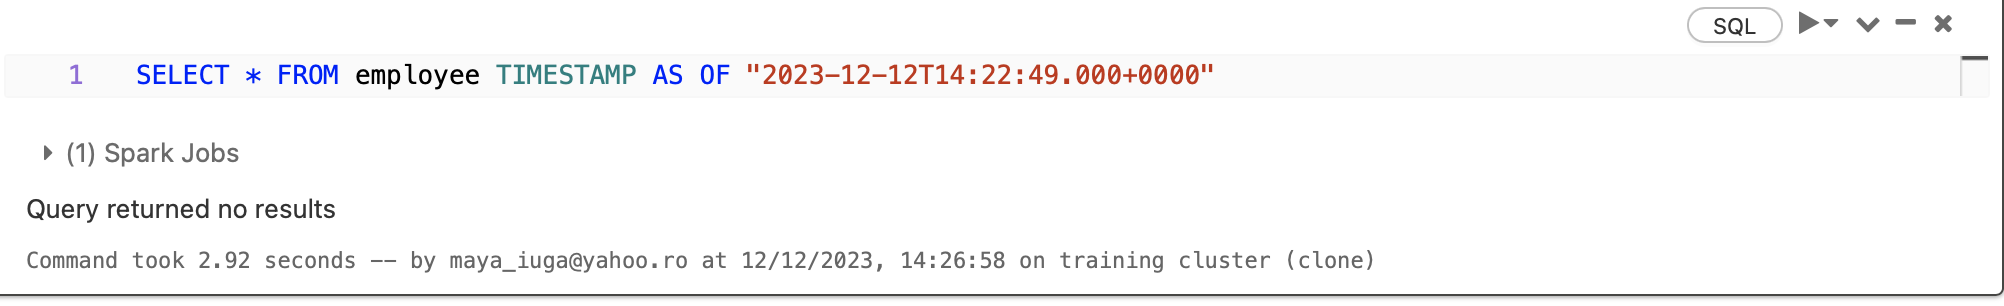 SQL
1 SELECT * FROM employee TIMESTAMP AS OF "2023-12-12T14:22:49.000+0000"
(1) Spark Jobs
Query returned no results
Command took 2.92 seconds -- by maya_iuga@yahoo.ro at 12/12/2023, 14:26:58 on training cluster (clone)